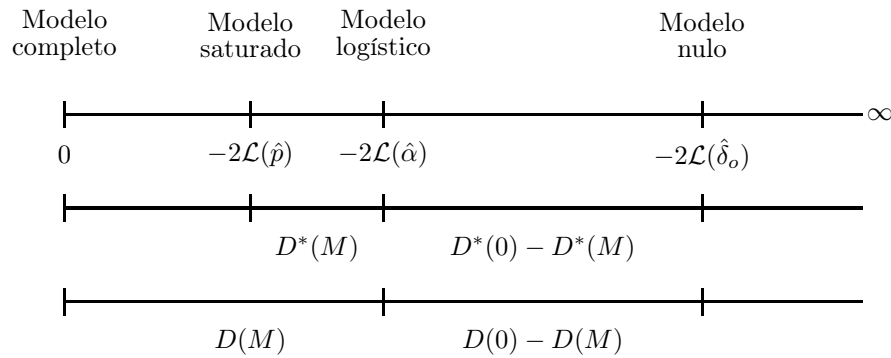 Modelo completo
Modelo saturado
Modelo logístico
Modelo nulo
∞
0
−2ℒ(p̂)
−2ℒ(α̂)
−2ℒ(δ̂ₒ)
D*(M)
D*(0) − D*(M)
D(M)
D(0) − D(M)